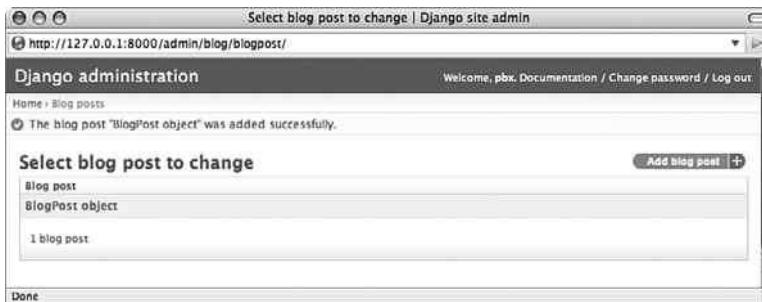 Select blog post to change | Django site admin
http://127.0.0.1:8000/admin/blog/blogpost/
Django administration
Welcome, pbx. Documentation / Change password / Log out
Home › Blog posts
The blog post "BlogPost object" was added successfully.
Select blog post to change
Add blog post +
Blog post
BlogPost object
1 blog post
Done